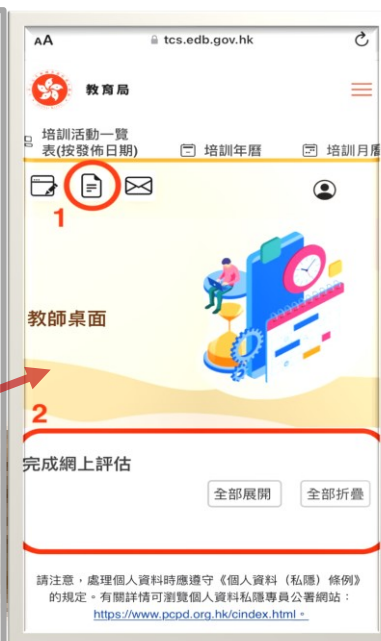 AA tcs.edb.gov.hk
教育局
培訓活動一覽
表(按發佈日期) 培訓年曆 培訓月曆
1
教師桌面
2
完成網上評估
全部展開 全部折疊
請注意，處理個人資料時應遵守《個人資料（私隱）條例》
的規定。有關詳情可瀏覽個人資料私隱專員公署網站：
https://www.pcpd.org.hk/cindex.html。